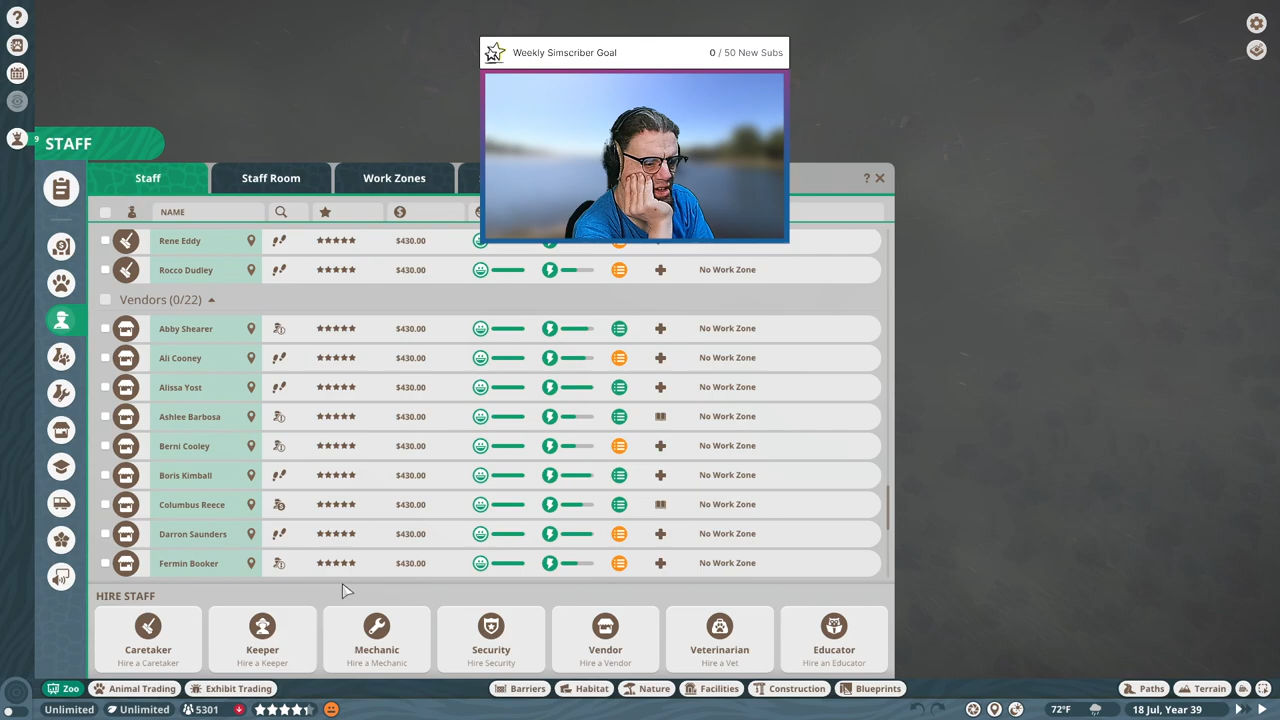 ?
Weekly Simscriber Goal 0 / 50 New Subs
9
STAFF
Staff Staff Room Work Zones ?
NAME
Rene Eddy $430.00
Rocco Dudley $430.00 No Work Zone
Vendors (0/22)
Abby Shearer $430.00 No Work Zone
Ali Cooney $430.00 No Work Zone
Alissa Yost $430.00 No Work Zone
Ashlee Barbosa $430.00 No Work Zone
Berni Cooley $430.00 No Work Zone
Boris Kimball $430.00 No Work Zone
Columbus Reece $430.00 No Work Zone
Darron Saunders $430.00 No Work Zone
Fermin Booker $430.00 No Work Zone
HIRE STAFF
Caretaker Keeper Mechanic Security Vendor Veterinarian Educator
Hire a Caretaker Hire a Keeper Hire a Mechanic Hire Security Hire a Vendor Hire a Vet Hire an Educator
Zoo Animal Trading Exhibit Trading Barriers Habitat Nature Facilities Construction Blueprints Paths Terrain
Unlimited Unlimited 5301 72°F 18 Jul, Year 39